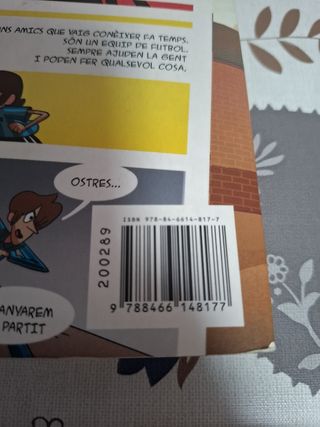 NS AMICS QUE VAIG CONÈIXER FA TEMPS.
SÓN UN EQUIP DE FUTBOL.
SEMPRE AJUDEN LA GENT
I PODEN FER QUALSEVOL COSA.
OSTRES...
ISBN 978-84-6614-817-7
200289
9 788466 148177
ANYAREM
PARTIT